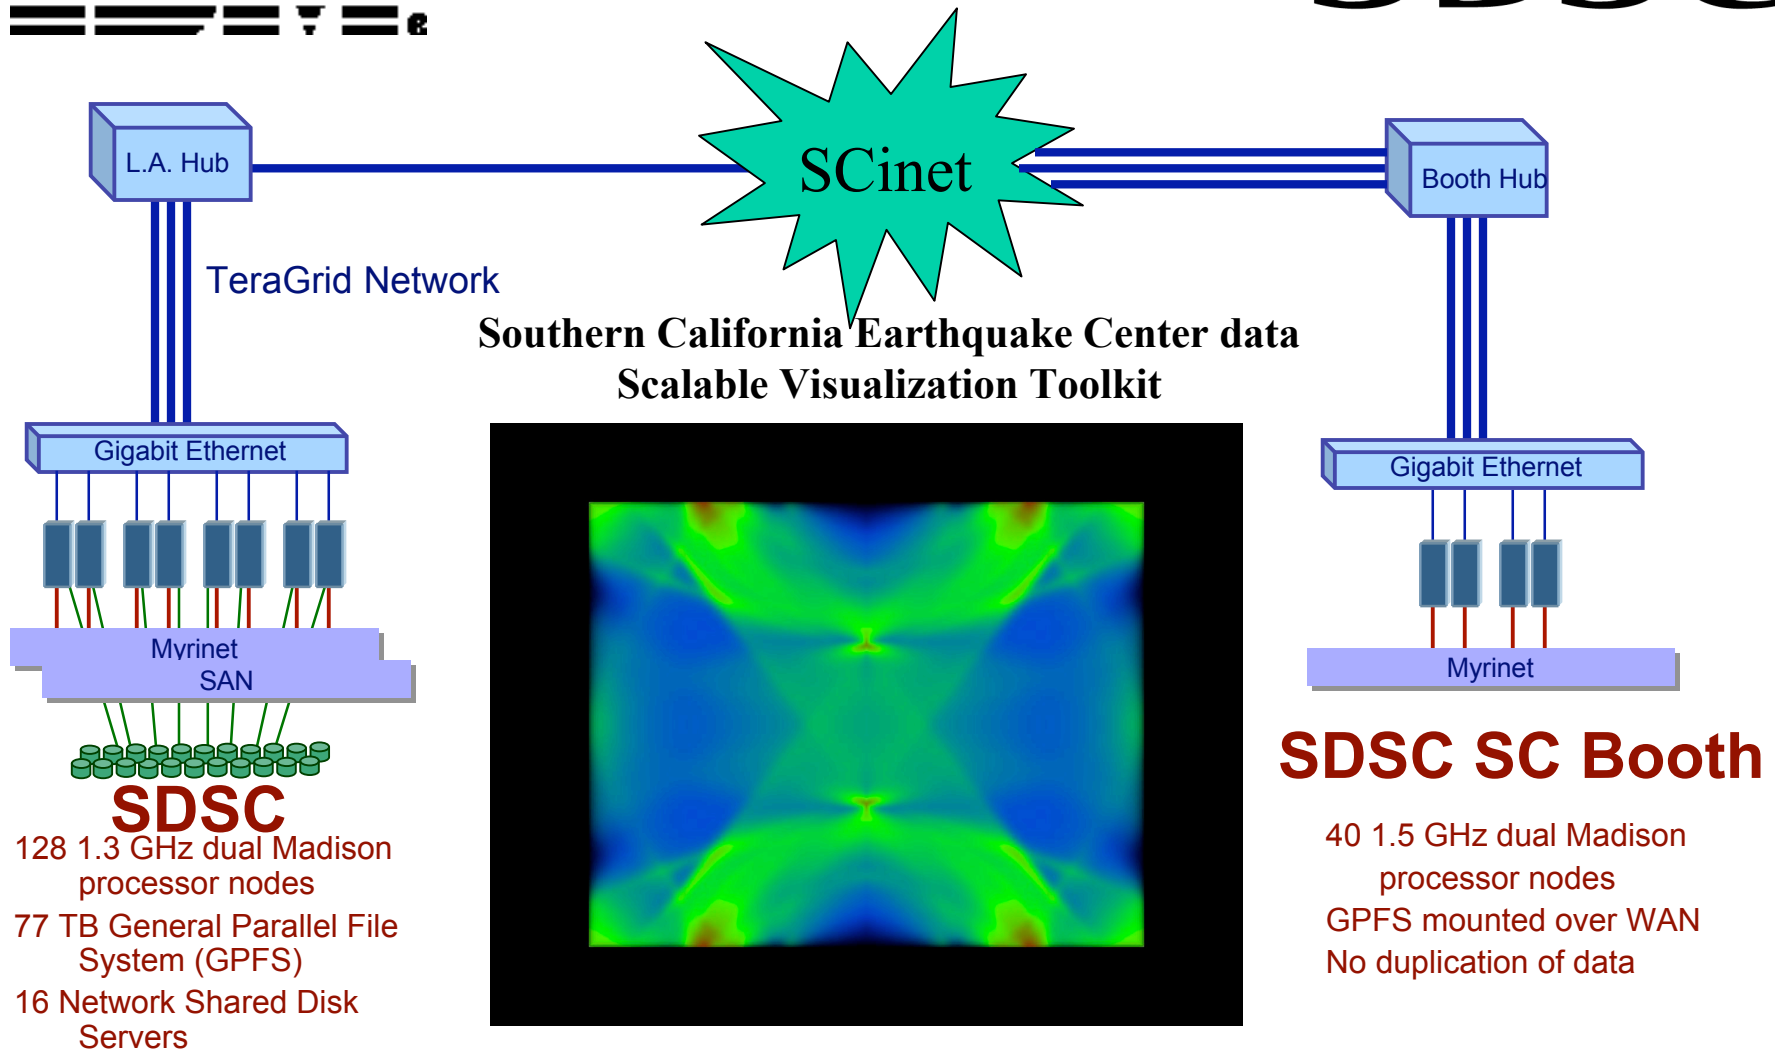 SDSC
L.A. Hub
SCinet
Booth Hub
TeraGrid Network
Southern California Earthquake Center data
Scalable Visualization Toolkit
Gigabit Ethernet
Gigabit Ethernet
Myrinet
SAN
Myrinet
SDSC
128 1.3 GHz dual Madison
processor nodes
77 TB General Parallel File
System (GPFS)
16 Network Shared Disk
Servers
SDSC SC Booth
40 1.5 GHz dual Madison
processor nodes
GPFS mounted over WAN
No duplication of data